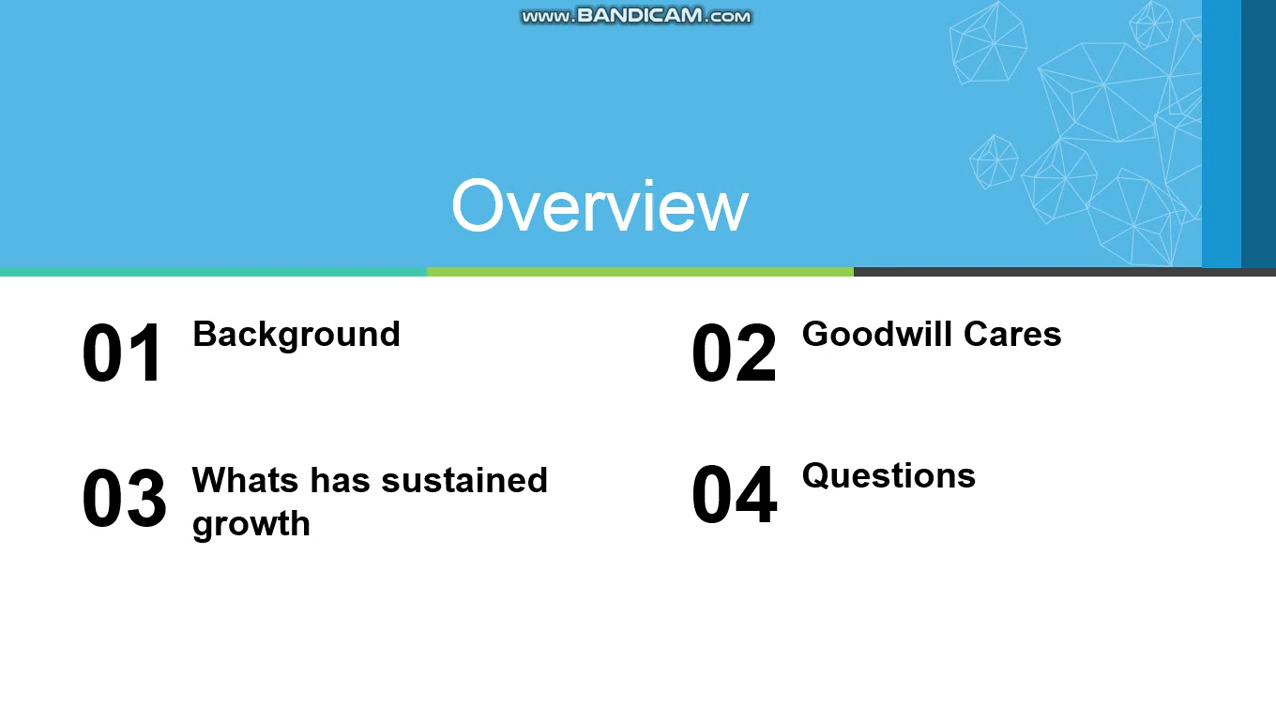 www.BANDICAM.com
Overview
01 Background
02 Goodwill Cares
03 Whats has sustained
growth
04 Questions